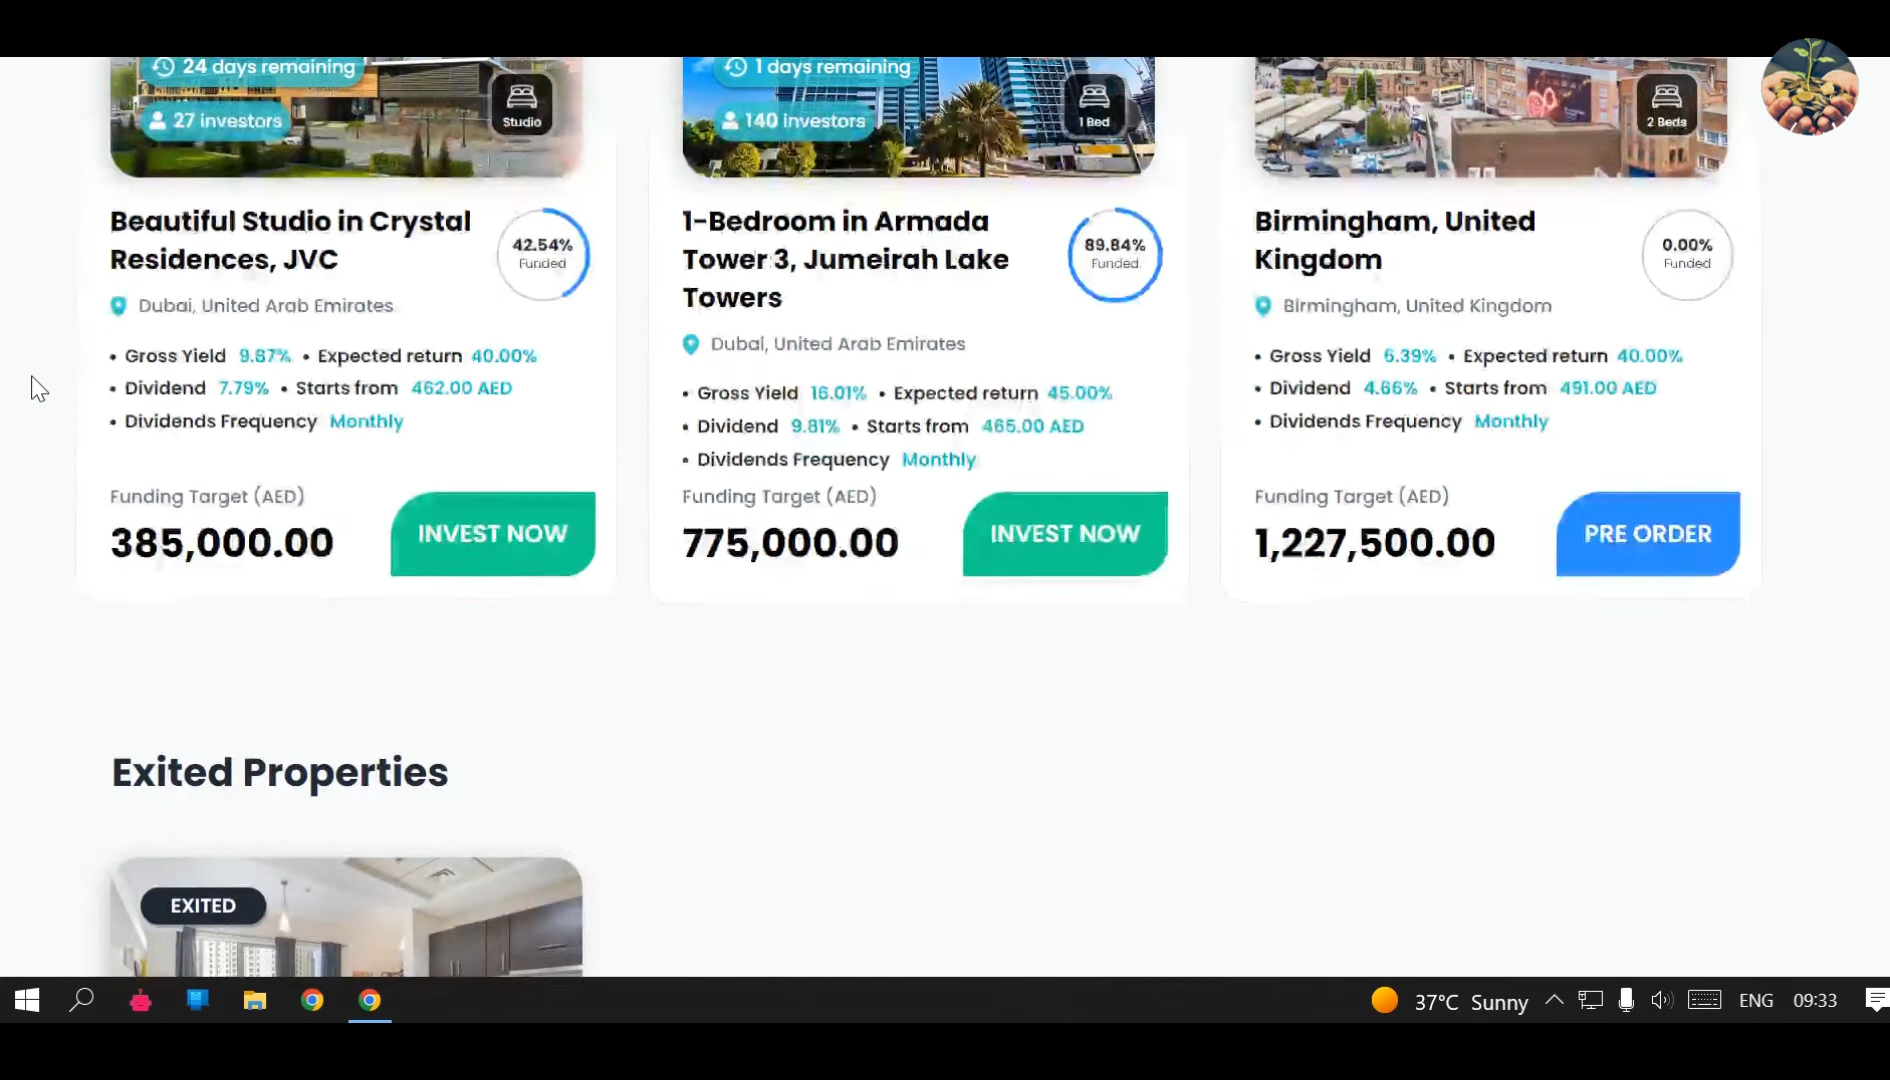 24 days remaining
27 investors
Studio
Beautiful Studio in Crystal
Residences, JVC
42.54%
Funded
Dubai, United Arab Emirates
• Gross Yield 9.87% • Expected return 40.00%
• Dividend 7.79% • Starts from 462.00 AED
• Dividends Frequency Monthly
Funding Target (AED)
385,000.00
INVEST NOW
1 days remaining
140 investors
1 Bed
1-Bedroom in Armada
Tower 3, Jumeirah Lake
Towers
89.84%
Funded
Dubai, United Arab Emirates
• Gross Yield 16.01% • Expected return 45.00%
• Dividend 9.81% • Starts from 465.00 AED
• Dividends Frequency Monthly
Funding Target (AED)
775,000.00
INVEST NOW
2 Beds
Birmingham, United
Kingdom
0.00%
Funded
Birmingham, United Kingdom
• Gross Yield 6.39% • Expected return 40.00%
• Dividend 4.66% • Starts from 491.00 AED
• Dividends Frequency Monthly
Funding Target (AED)
1,227,500.00
PRE ORDER
Exited Properties
EXITED
37°C Sunny
ENG
09:33